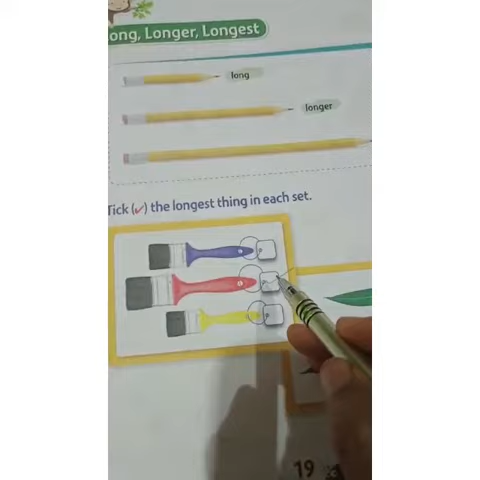 ong, Longer, Longest
long
longer
Tick (✓) the longest thing in each set.
19